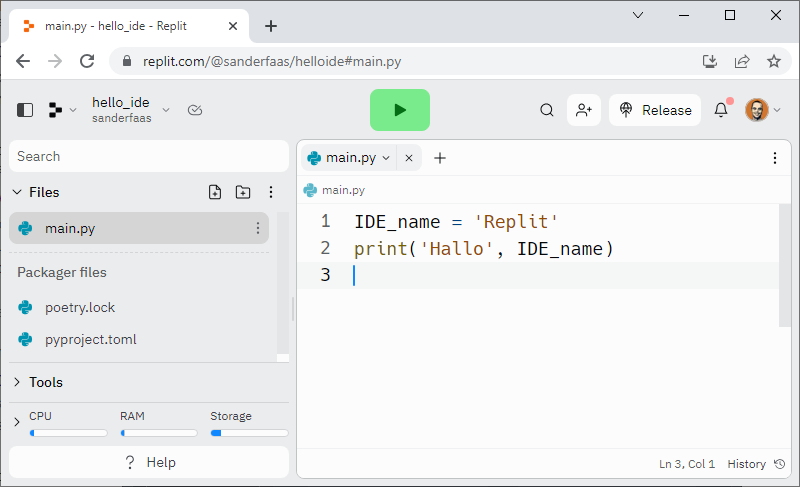 main.py - hello_ide - Replit
replit.com/@sanderfaas/helloide#main.py
hello_ide
sanderfaas
Release
Search
Files
main.py
Packager files
poetry.lock
pyproject.toml
Tools
CPU RAM Storage
? Help
main.py
main.py
1 IDE_name = 'Replit'
2 print('Hallo', IDE_name)
3
Ln 3, Col 1 History